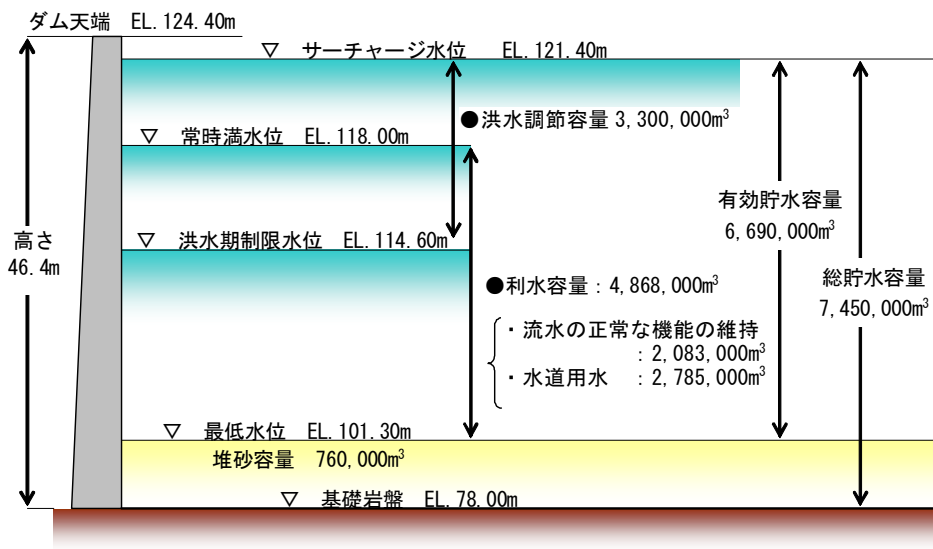 ダム天端 EL.124.40m
▽ サーチャージ水位 EL.121.40m
●洪水調節容量 3,300,000m³
▽ 常時満水位 EL.118.00m
有効貯水容量
6,690,000m³
高さ
46.4m
▽ 洪水期制限水位 EL.114.60m
総貯水容量
7,450,000m³
●利水容量：4,868,000m³
・流水の正常な機能の維持
：2,083,000m³
・水道用水 ：2,785,000m³
▽ 最低水位 EL.101.30m
堆砂容量 760,000m³
▽ 基礎岩盤 EL.78.00m